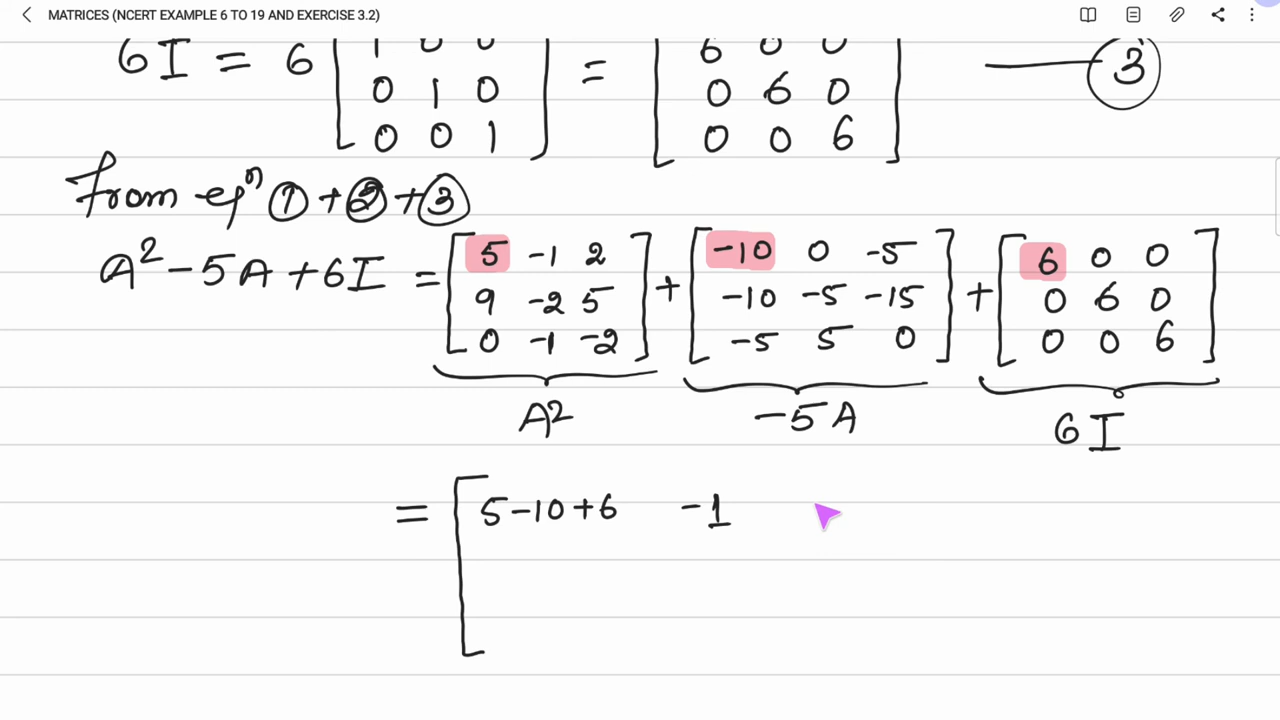 MATRICES (NCERT EXAMPLE 6 TO 19 AND EXERCISE 3.2)
6I = 6 [ 1 0 0 = [ 6 0 0 — 3
0 1 0 0 6 0
0 0 1 ] 0 0 6 ]
From eqⁿ ① + ② + ③
A² - 5A + 6I = [ 5 -1 2 ] + [ -10 0 -5 ] + [ 6 0 0 ]
9 -2 5 -10 -5 -15 0 6 0
0 -1 -2 -5 5 0 0 0 6
A² -5A 6I
= [ 5-10+6 -1